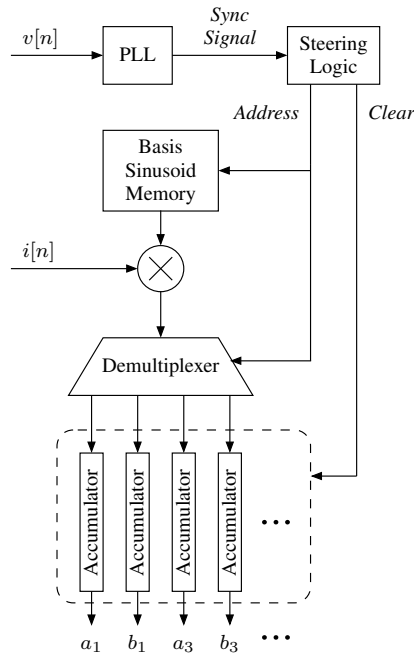 v[n]
PLL
Sync
Signal
Steering
Logic
Address
Clear
Basis
Sinusoid
Memory
i[n]
×
Demultiplexer
Accumulator
Accumulator
Accumulator
Accumulator
•••
a₁
b₁
a₃
b₃
•••